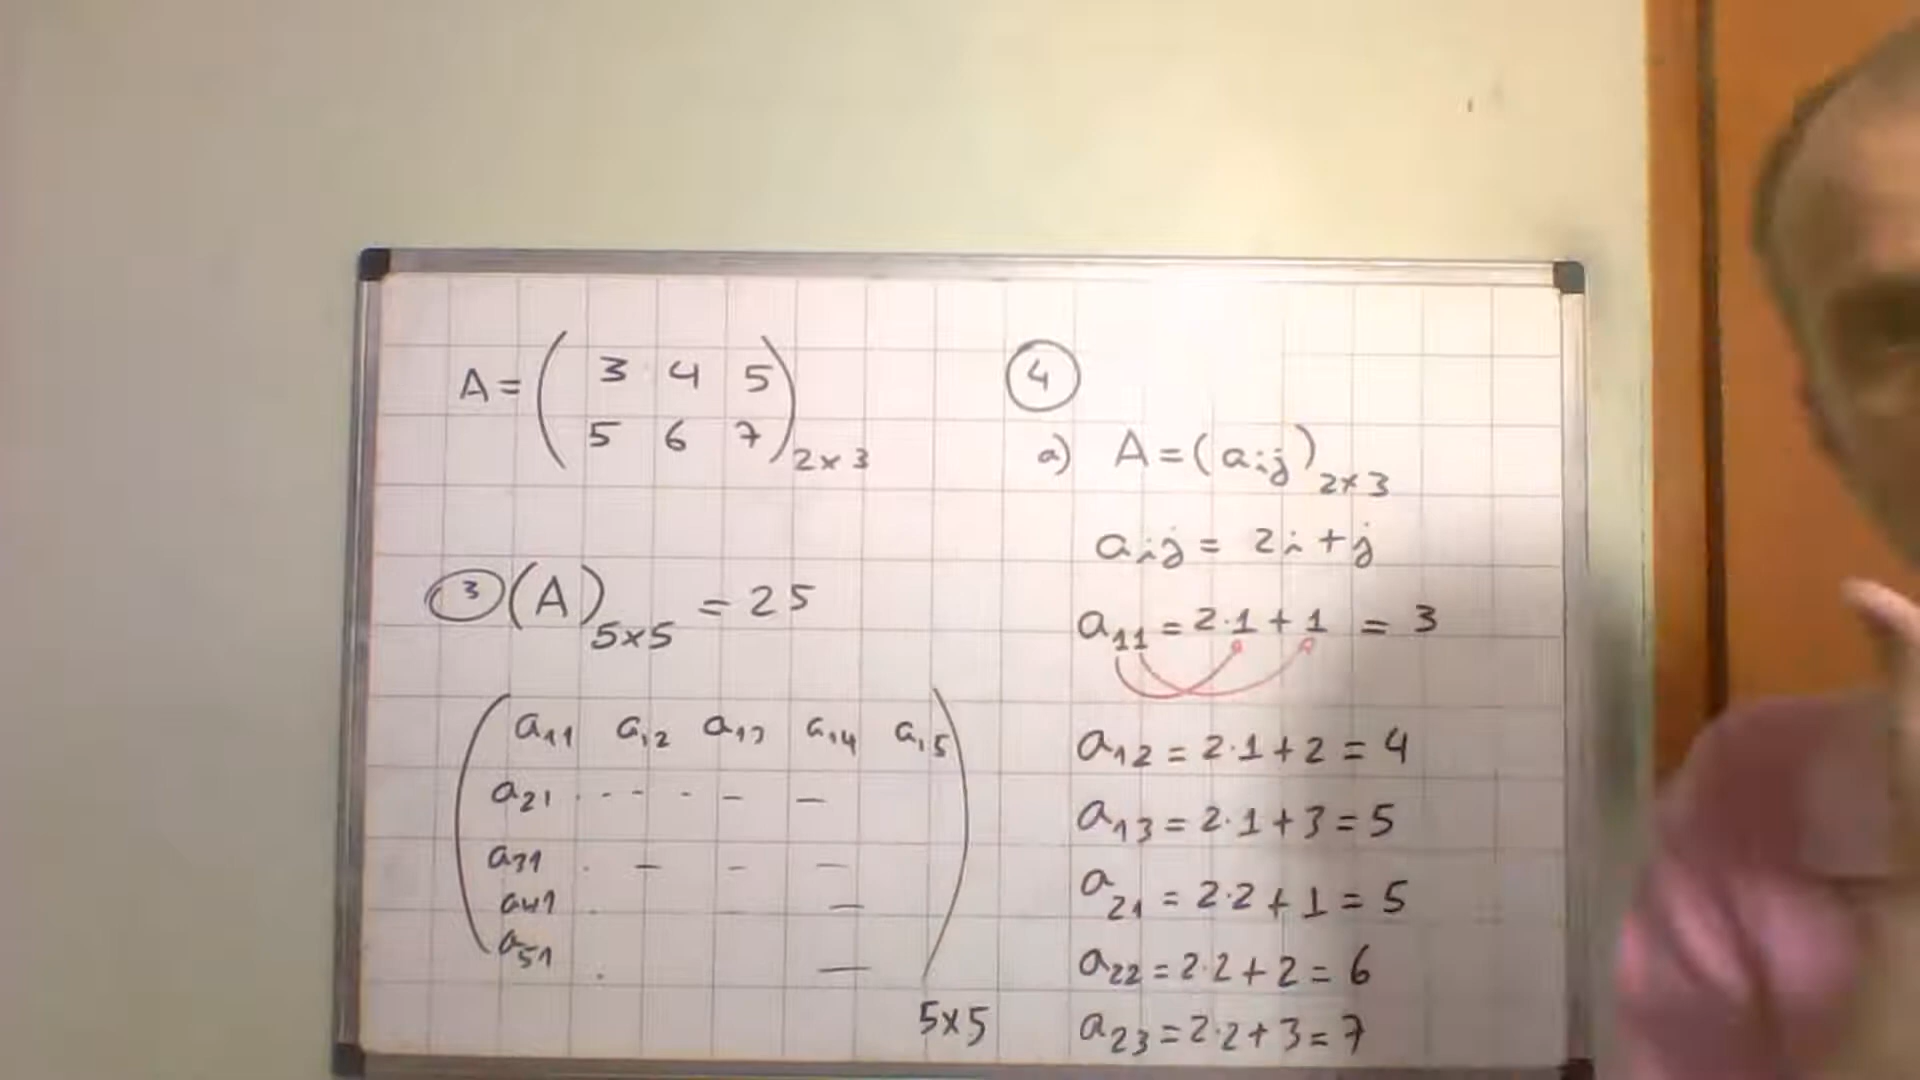 A = ( 3 4 5
5 6 7 ) 2×3
3 (A) 5×5 = 25
( a11 a12 a13 a14 a15
a21 . - - - – —
a31 . – - —
a41 . —
a51 . — ) 5×5
4
a) A = (aij) 2×3
aij = 2i + j
a11 = 2·1 + 1 = 3
a12 = 2·1 + 2 = 4
a13 = 2·1 + 3 = 5
a21 = 2·2 + 1 = 5
a22 = 2·2 + 2 = 6
a23 = 2·2 + 3 = 7